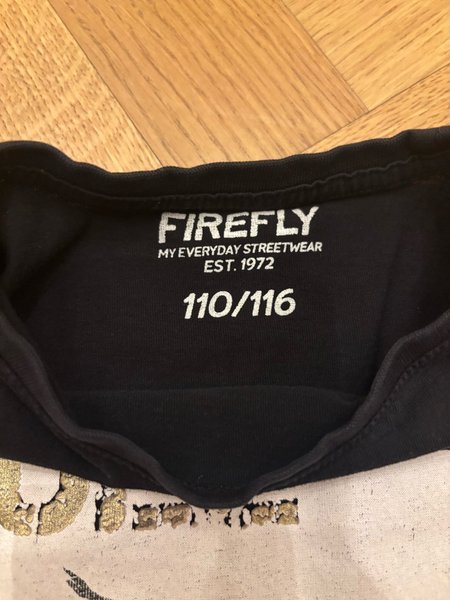 FIREFLY
MY EVERYDAY STREETWEAR
EST. 1972
110/116